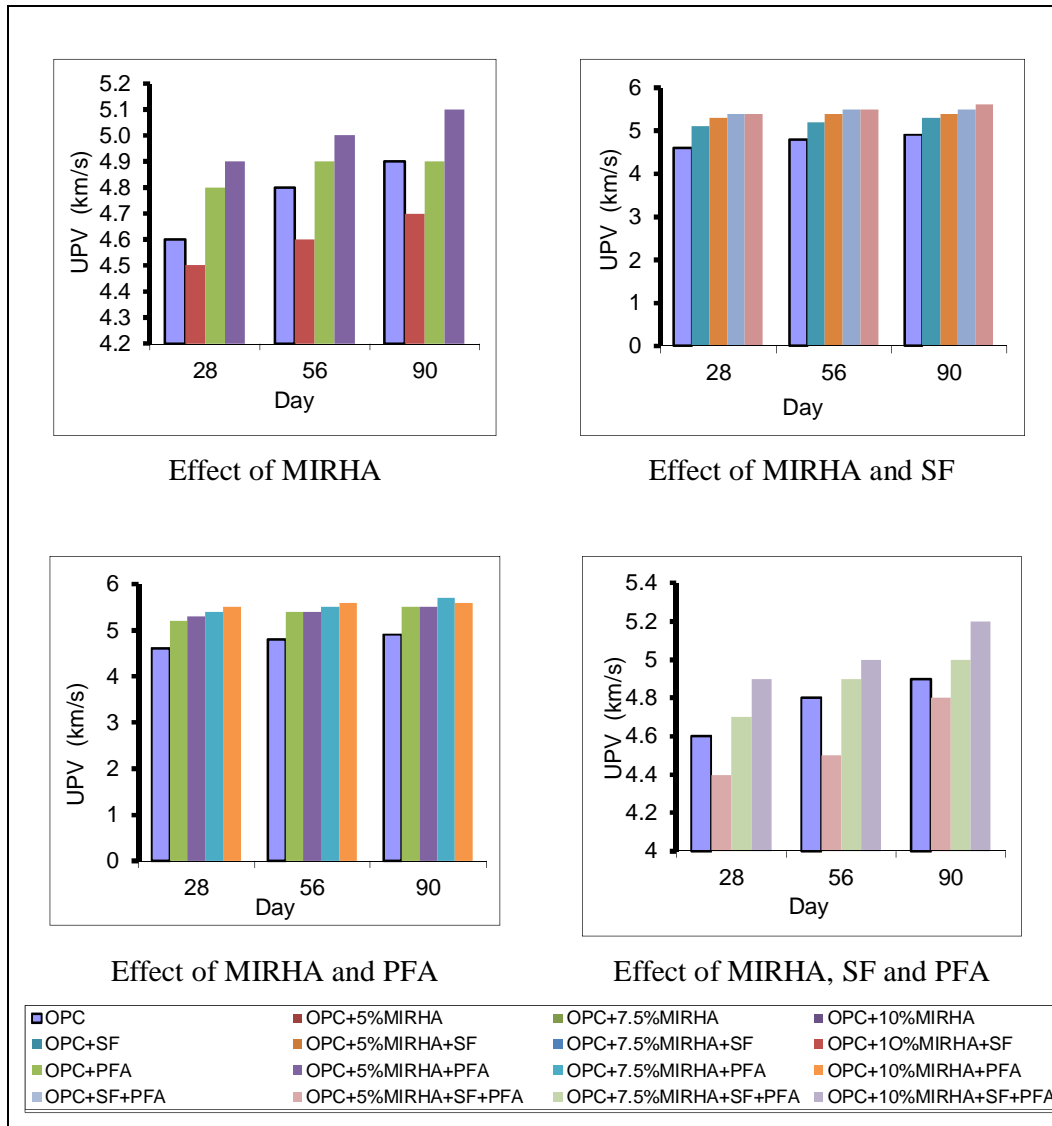 5.2
5.1
5.0
4.9
4.8
4.7
4.6
4.5
4.4
4.3
4.2
UPV (km/s)
28 56 90
Day
Effect of MIRHA
6
5
4
3
2
1
0
UPV (km/s)
28 56 90
Day
Effect of MIRHA and SF
6
5
4
3
2
1
0
UPV (km/s)
28 56 90
Day
Effect of MIRHA and PFA
5.4
5.2
5
4.8
4.6
4.4
4.2
4
UPV (km/s)
28 56 90
Day
Effect of MIRHA, SF and PFA
OPC OPC+5%MIRHA OPC+7.5%MIRHA OPC+10%MIRHA
OPC+SF OPC+5%MIRHA+SF OPC+7.5%MIRHA+SF OPC+1O%MIRHA+SF
OPC+PFA OPC+5%MIRHA+PFA OPC+7.5%MIRHA+PFA OPC+10%MIRHA+PFA
OPC+SF+PFA OPC+5%MIRHA+SF+PFA OPC+7.5%MIRHA+SF+PFA OPC+10%MIRHA+SF+PFA